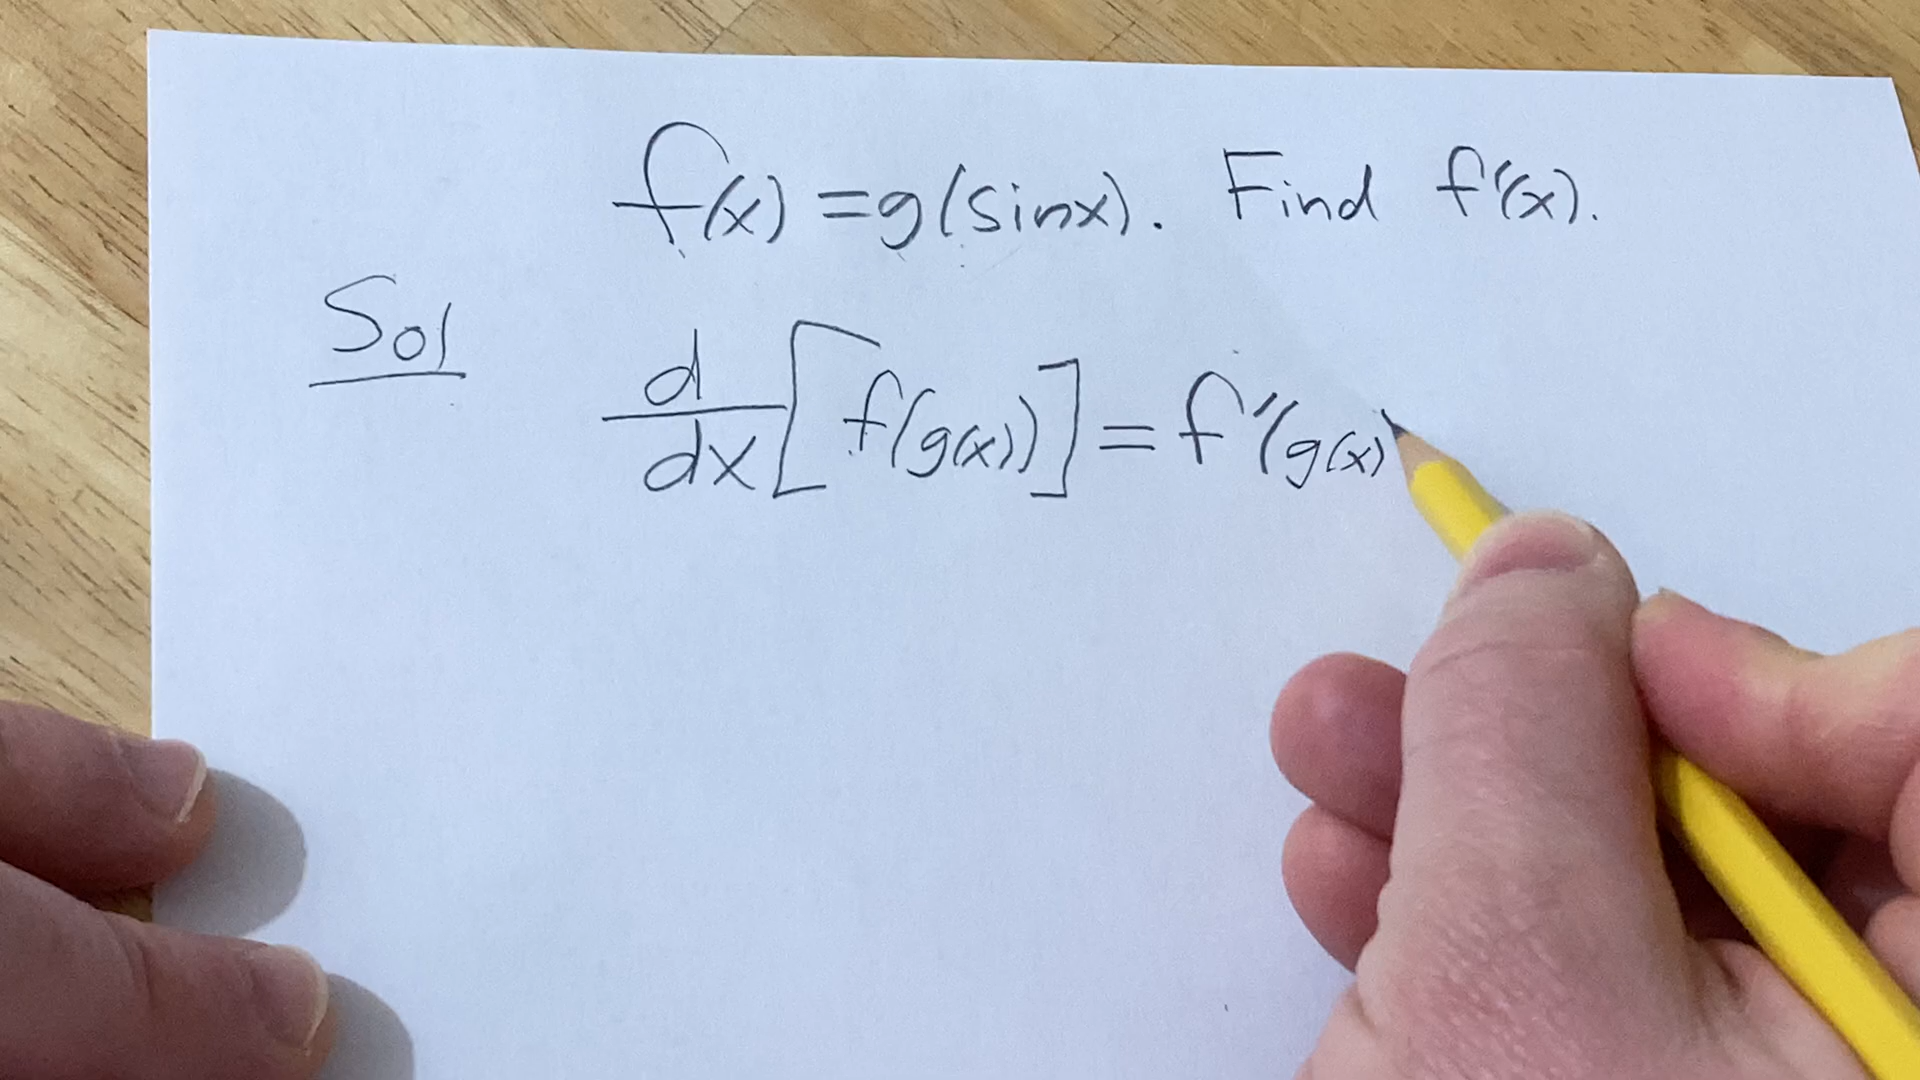 f(x) = g(sinx). Find f'(x).
Sol
d/dx [f(g(x))] = f'(g(x)